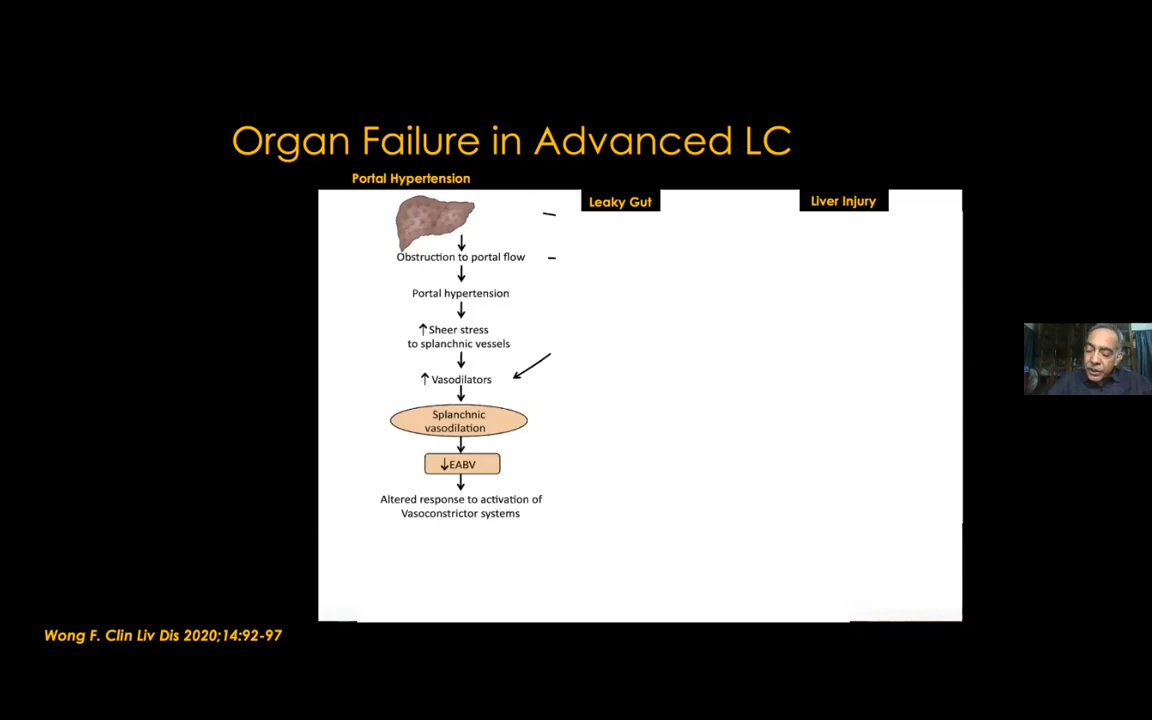 Organ Failure in Advanced LC
Portal Hypertension
Leaky Gut
Liver Injury
Obstruction to portal flow
Portal hypertension
↑Sheer stress
to splanchnic vessels
↑ Vasodilators
Splanchnic
vasodilation
↓EABV
Altered response to activation of
Vasoconstrictor systems
Wong F. Clin Liv Dis 2020;14:92-97